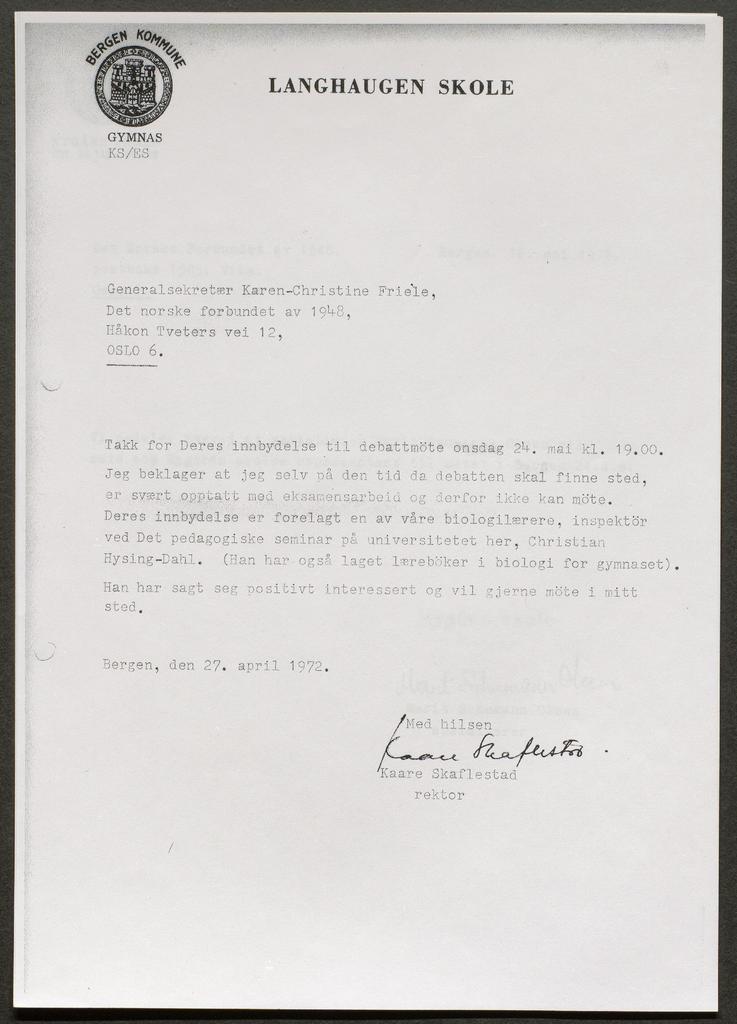 BERGEN KOMMUNE
LANGHAUGEN SKOLE
GYMNAS
KS/ES
Generalsekretær Karen-Christine Friele,
Det norske forbundet av 1948,
Håkon Tveters vei 12,
OSLO 6.
Takk for Deres innbydelse til debattmöte onsdag 24. mai kl. 19.00.
Jeg beklager at jeg selv på den tid da debatten skal finne sted,
er svært opptatt med eksamensarbeid og derfor ikke kan möte.
Deres innbydelse er forelagt en av våre biologilærere, inspektör
ved Det pedagogiske seminar på universitetet her, Christian
Hysing-Dahl. (Han har også laget læreböker i biologi for gymnaset).
Han har sagt seg positivt interessert og vil gjerne möte i mitt
sted.
Bergen, den 27. april 1972.
Med hilsen
Kaare Skaflestad
Kaare Skaflestad
rektor